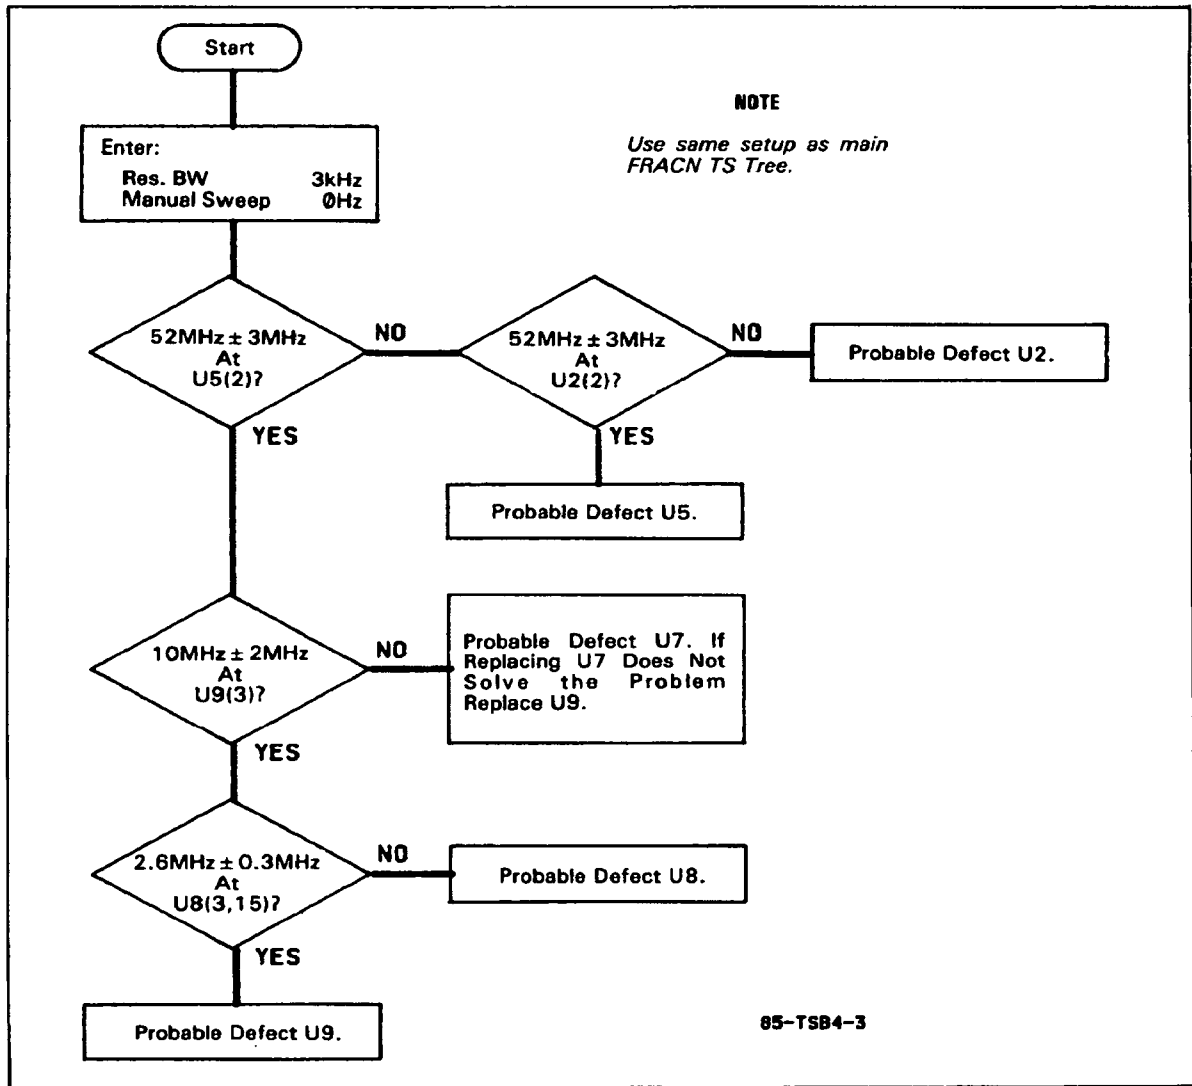 Start
NOTE
Use same setup as main
FRACN TS Tree.
Enter:
Res. BW 3kHz
Manual Sweep 0Hz
52MHz ± 3MHz
At
U5(2)?
NO
52MHz ± 3MHz
At
U2(2)?
NO
Probable Defect U2.
YES
YES
Probable Defect U5.
10MHz ± 2MHz
At
U9(3)?
NO
Probable Defect U7. If
Replacing U7 Does Not
Solve the Problem
Replace U9.
YES
2.6MHz ± 0.3MHz
At
U8(3,15)?
NO
Probable Defect U8.
YES
Probable Defect U9.
85-TSB4-3